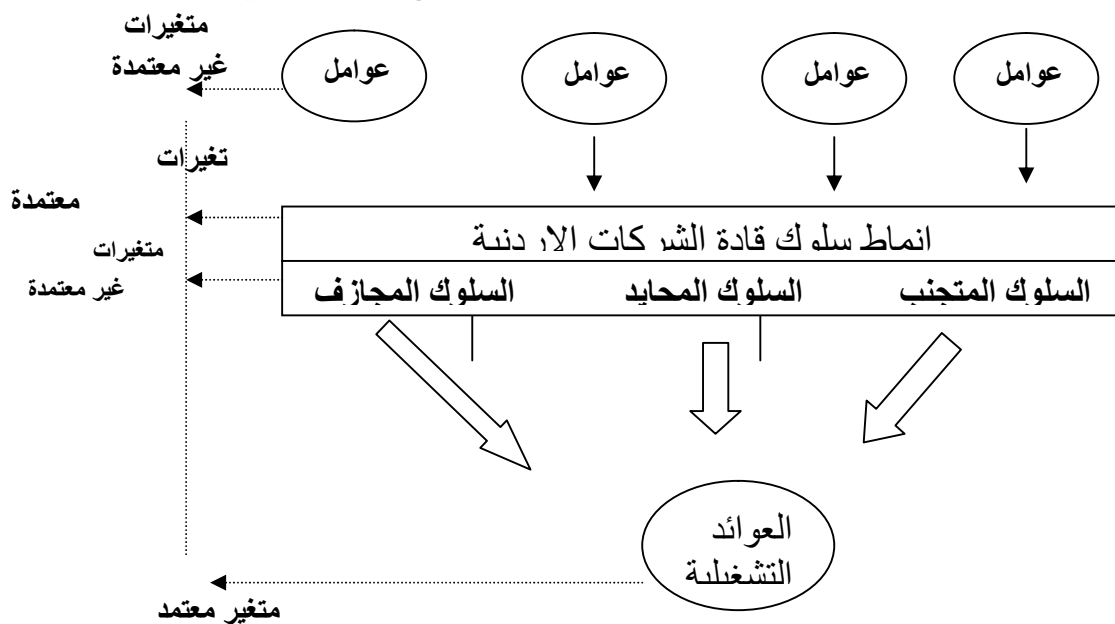 متغيرات
غير معتمدة
عوامل
عوامل
عوامل
عوامل
تغيرات
معتمدة
انماط سلوك قادة الشركات الاردنية
متغيرات
غير معتمدة
السلوك المتجنب
السلوك المحايد
السلوك المجازف
العوائد
التشغيلية
متغير معتمد